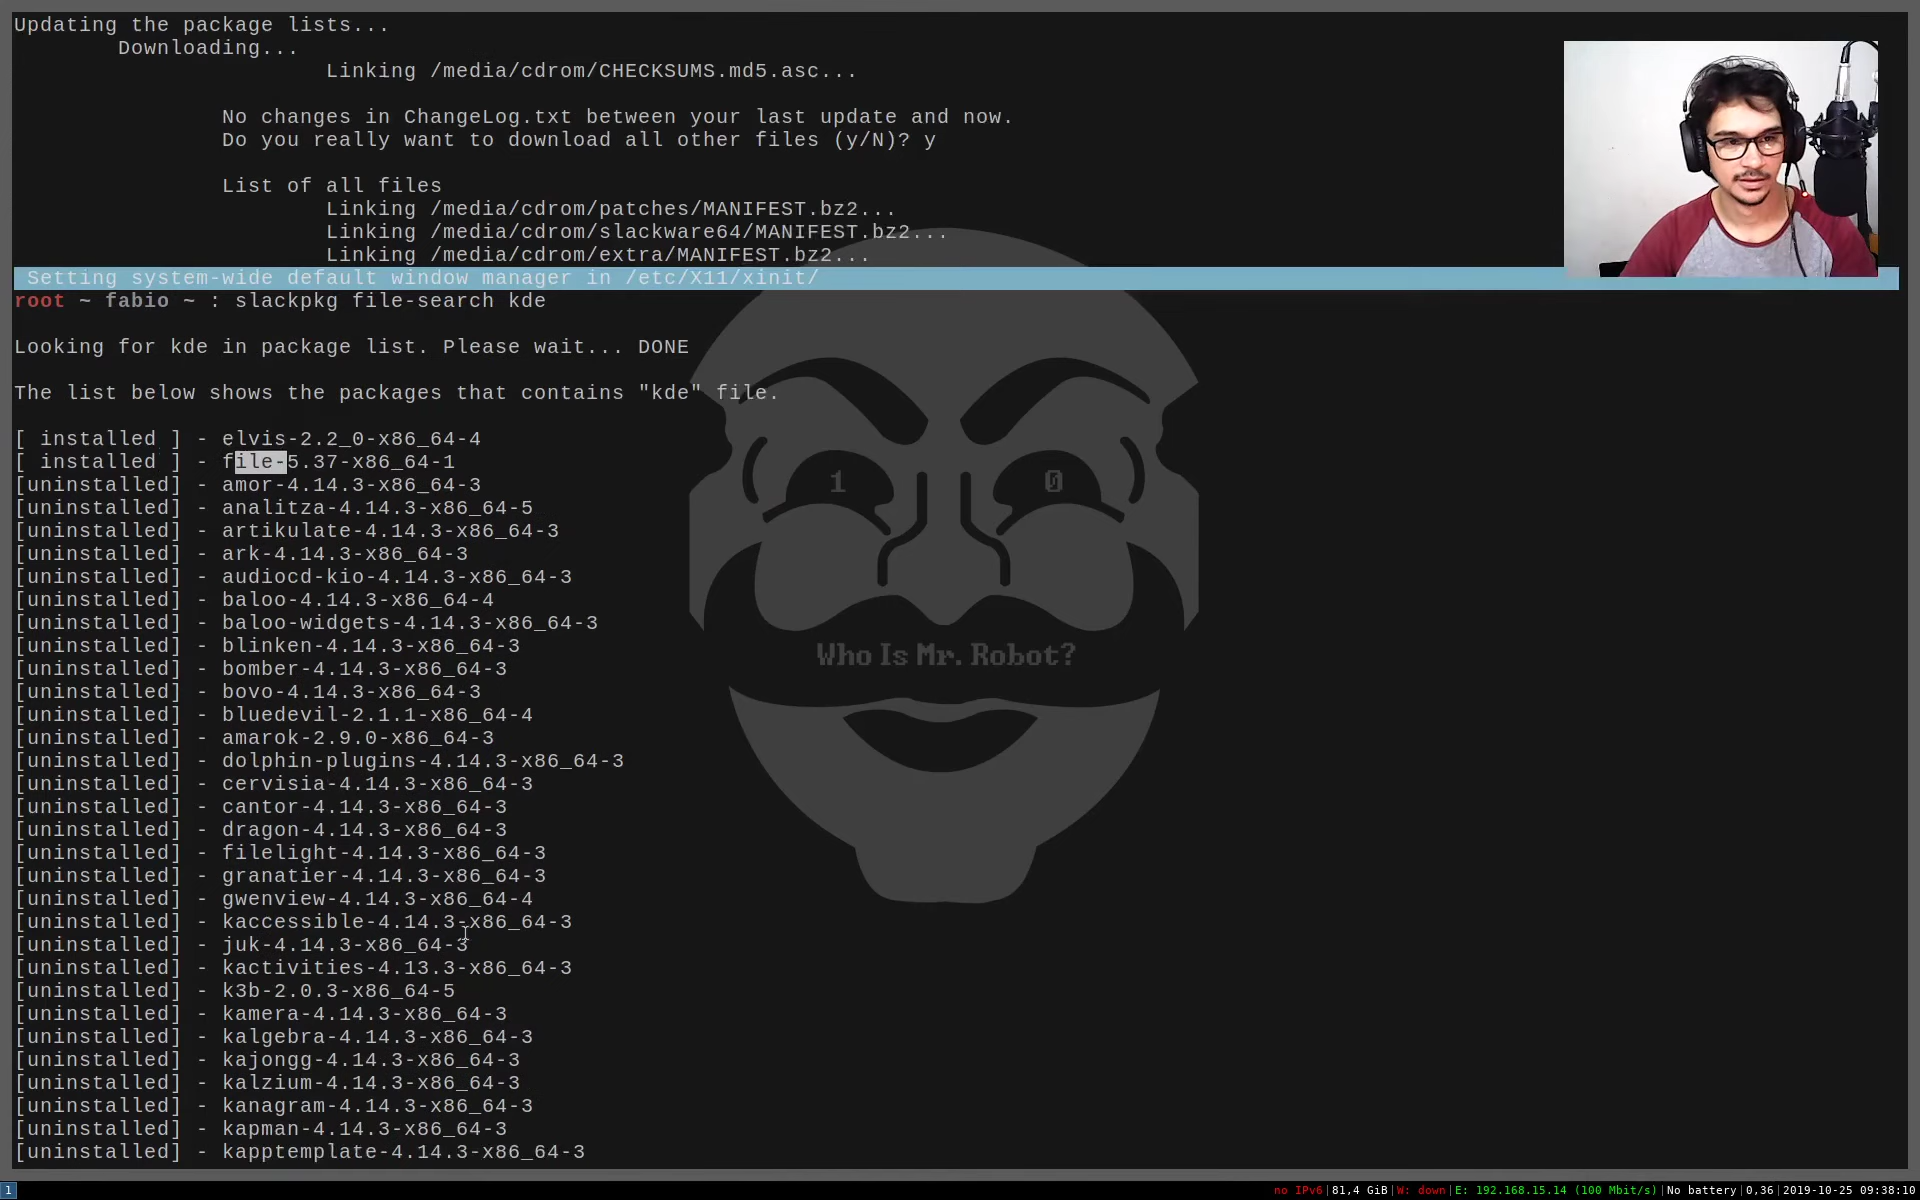 Updating the package lists...
Downloading...
Linking /media/cdrom/CHECKSUMS.md5.asc...
No changes in ChangeLog.txt between your last update and now.
Do you really want to download all other files (y/N)? y
List of all files
Linking /media/cdrom/patches/MANIFEST.bz2...
Linking /media/cdrom/slackware64/MANIFEST.bz2...
Linking /media/cdrom/extra/MANIFEST.bz2...
Setting system-wide default window manager in /etc/X11/xinit/
root ~ fabio ~ : slackpkg file-search kde
Looking for kde in package list. Please wait... DONE
The list below shows the packages that contains "kde" file.
[ installed ] - elvis-2.2_0-x86_64-4
[ installed ] - file-5.37-x86_64-1
[uninstalled] - amor-4.14.3-x86_64-3
[uninstalled] - analitza-4.14.3-x86_64-5
[uninstalled] - artikulate-4.14.3-x86_64-3
[uninstalled] - ark-4.14.3-x86_64-3
[uninstalled] - audiocd-kio-4.14.3-x86_64-3
[uninstalled] - baloo-4.14.3-x86_64-4
[uninstalled] - baloo-widgets-4.14.3-x86_64-3
[uninstalled] - blinken-4.14.3-x86_64-3
[uninstalled] - bomber-4.14.3-x86_64-3
[uninstalled] - bovo-4.14.3-x86_64-3
[uninstalled] - bluedevil-2.1.1-x86_64-4
[uninstalled] - amarok-2.9.0-x86_64-3
[uninstalled] - dolphin-plugins-4.14.3-x86_64-3
[uninstalled] - cervisia-4.14.3-x86_64-3
[uninstalled] - cantor-4.14.3-x86_64-3
[uninstalled] - dragon-4.14.3-x86_64-3
[uninstalled] - filelight-4.14.3-x86_64-3
[uninstalled] - granatier-4.14.3-x86_64-3
[uninstalled] - gwenview-4.14.3-x86_64-4
[uninstalled] - kaccessible-4.14.3-x86_64-3
[uninstalled] - juk-4.14.3-x86_64-3
[uninstalled] - kactivities-4.13.3-x86_64-3
[uninstalled] - k3b-2.0.3-x86_64-5
[uninstalled] - kamera-4.14.3-x86_64-3
[uninstalled] - kalgebra-4.14.3-x86_64-3
[uninstalled] - kajongg-4.14.3-x86_64-3
[uninstalled] - kalzium-4.14.3-x86_64-3
[uninstalled] - kanagram-4.14.3-x86_64-3
[uninstalled] - kapman-4.14.3-x86_64-3
[uninstalled] - kapptemplate-4.14.3-x86_64-3
1 0
Who Is Mr. Robot?
1
no IPv6|81,4 GiB|W: down|E: 192.168.15.14 (100 Mbit/s)|No battery|0,36|2019-10-25 09:38:10